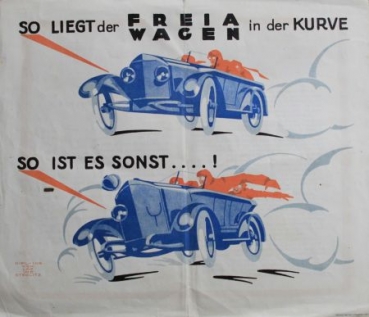 SO LIEGT der FREIA WAGEN in der KURVE
SO IST ES SONST....!